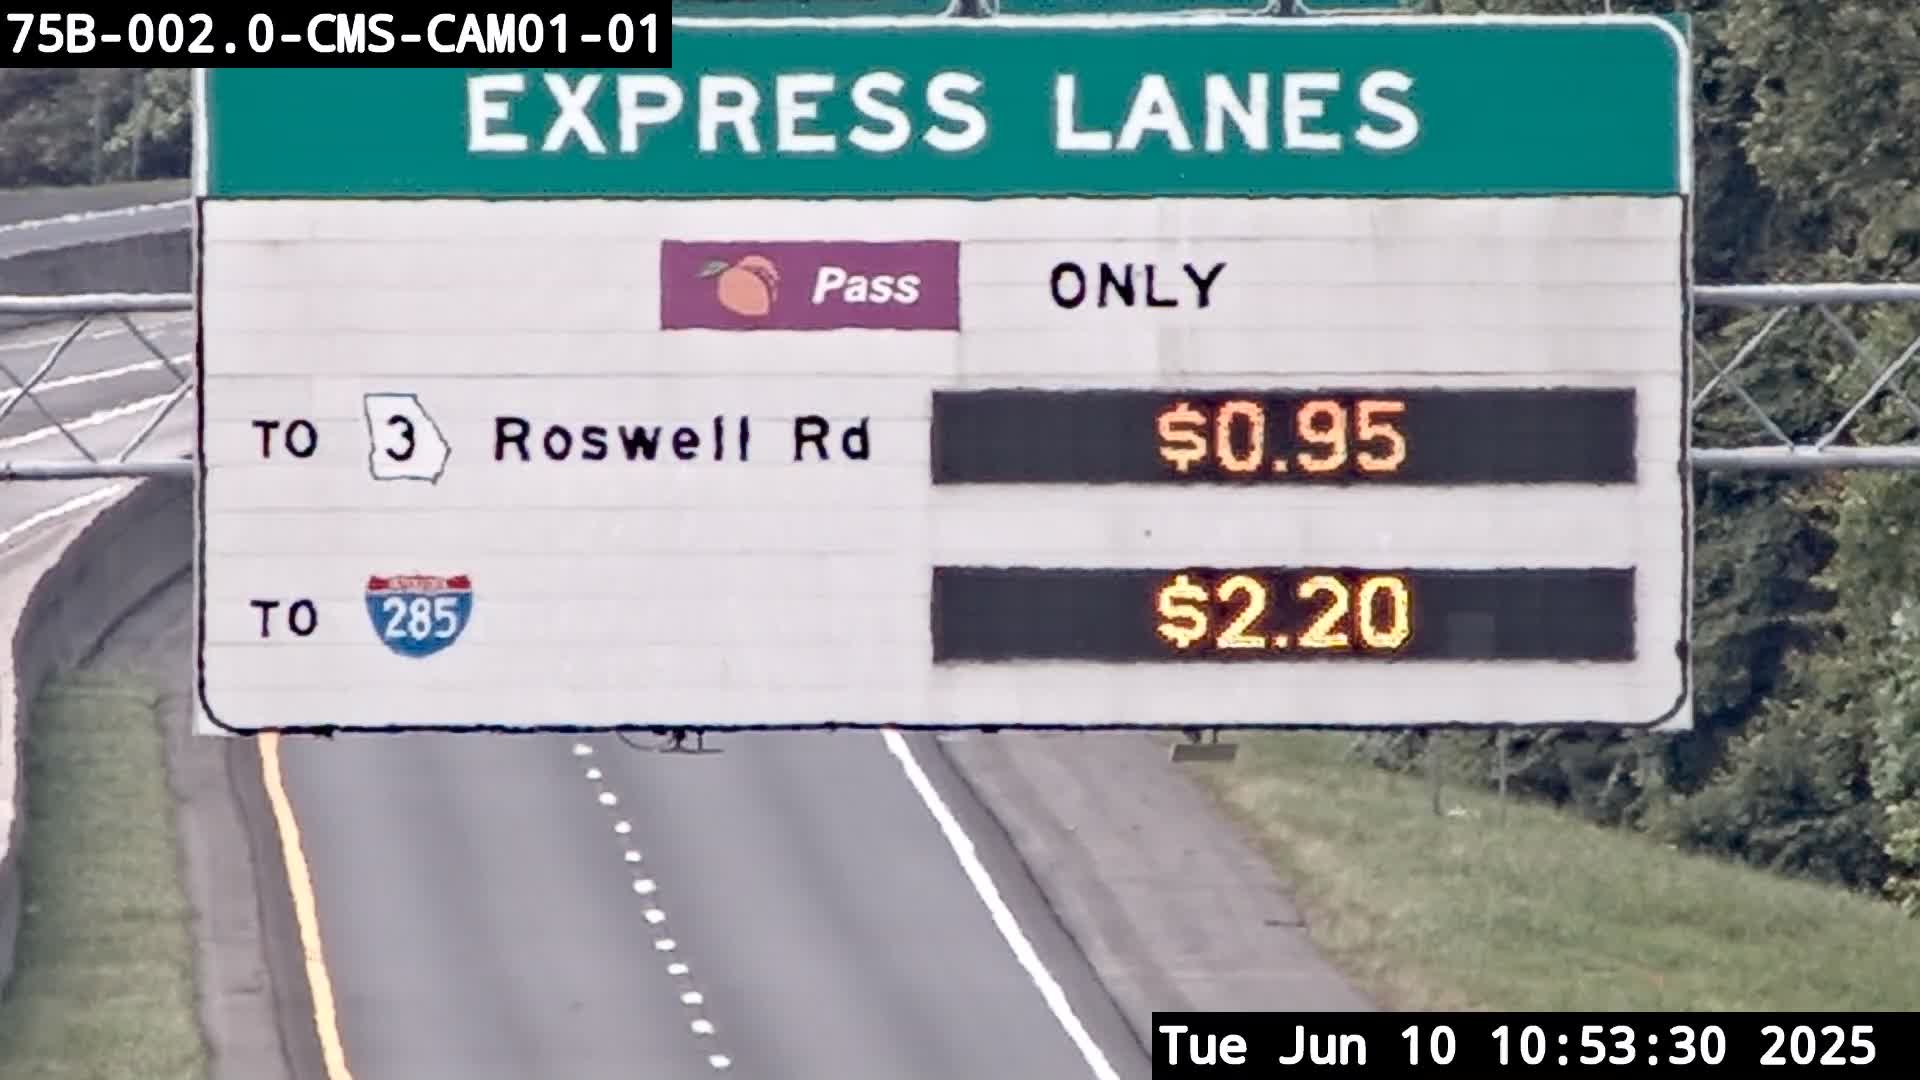 75B-002.0-CMS-CAM01-01
EXPRESS LANES
Pass ONLY
TO 3 Roswell Rd $0.95
TO 285 $2.20
Tue Jun 10 10:53:30 2025